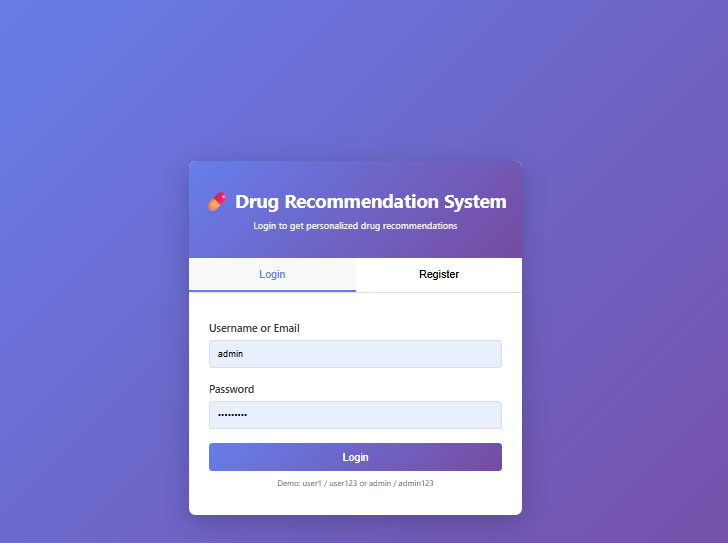 💊 Drug Recommendation System
Login to get personalized drug recommendations
Login
Register
Username or Email
admin
Password
•••••••••
Login
Demo: user1 / user123 or admin / admin123